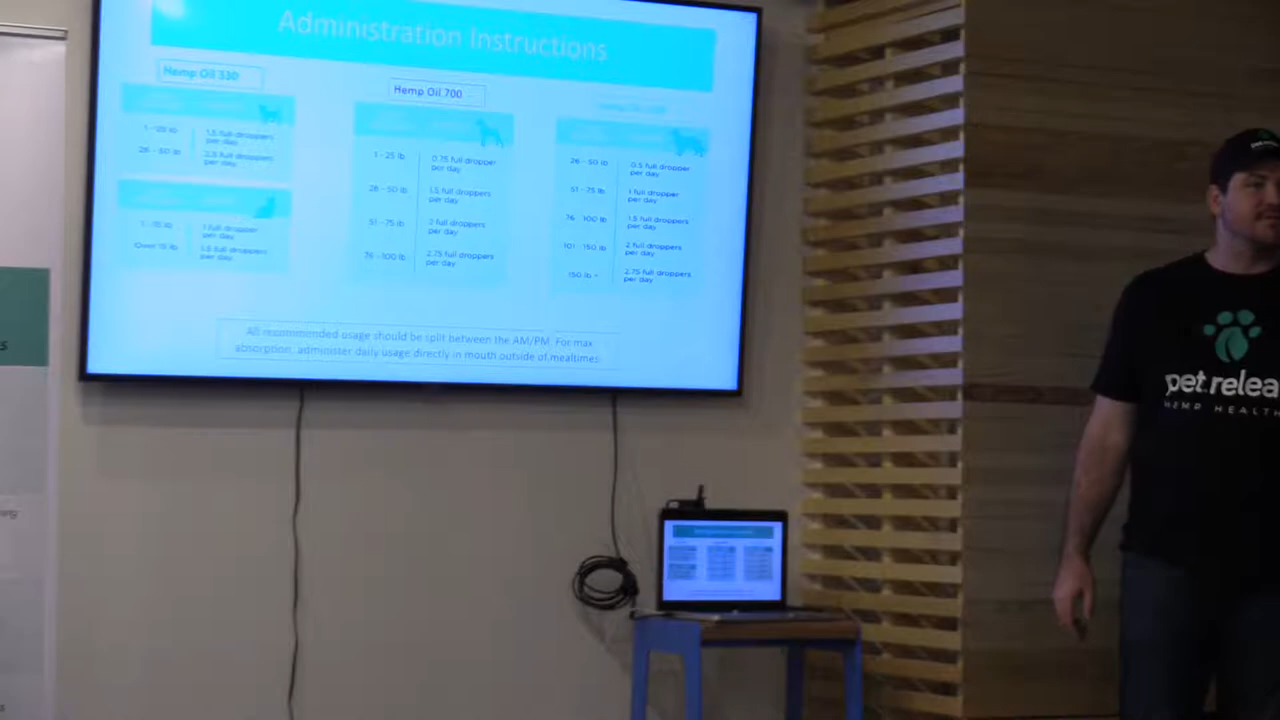 Administration Instructions
Hemp Oil 330
1 - 25 lb
1.5 full droppers
per day
26 - 50 lb
2.5 full droppers
per day
1 full dropper
per day
Over 15 lb
1.5 full droppers
per day
Hemp Oil 700
1 - 25 lb
0.75 full dropper
per day
26 - 50 lb
1.5 full droppers
per day
51 - 75 lb
2 full droppers
per day
76 - 100 lb
2.75 full droppers
per day
26 - 50 lb
0.5 full dropper
per day
51 - 75 lb
1 full dropper
per day
76 - 100 lb
1.5 full droppers
per day
101 - 150 lb
2 full droppers
per day
150 lb +
2.75 full droppers
per day
All recommended usage should be split between the AM/PM. For max
absorption, administer daily usage directly in mouth outside of mealtimes.
pet relea
HEMP HEALTH